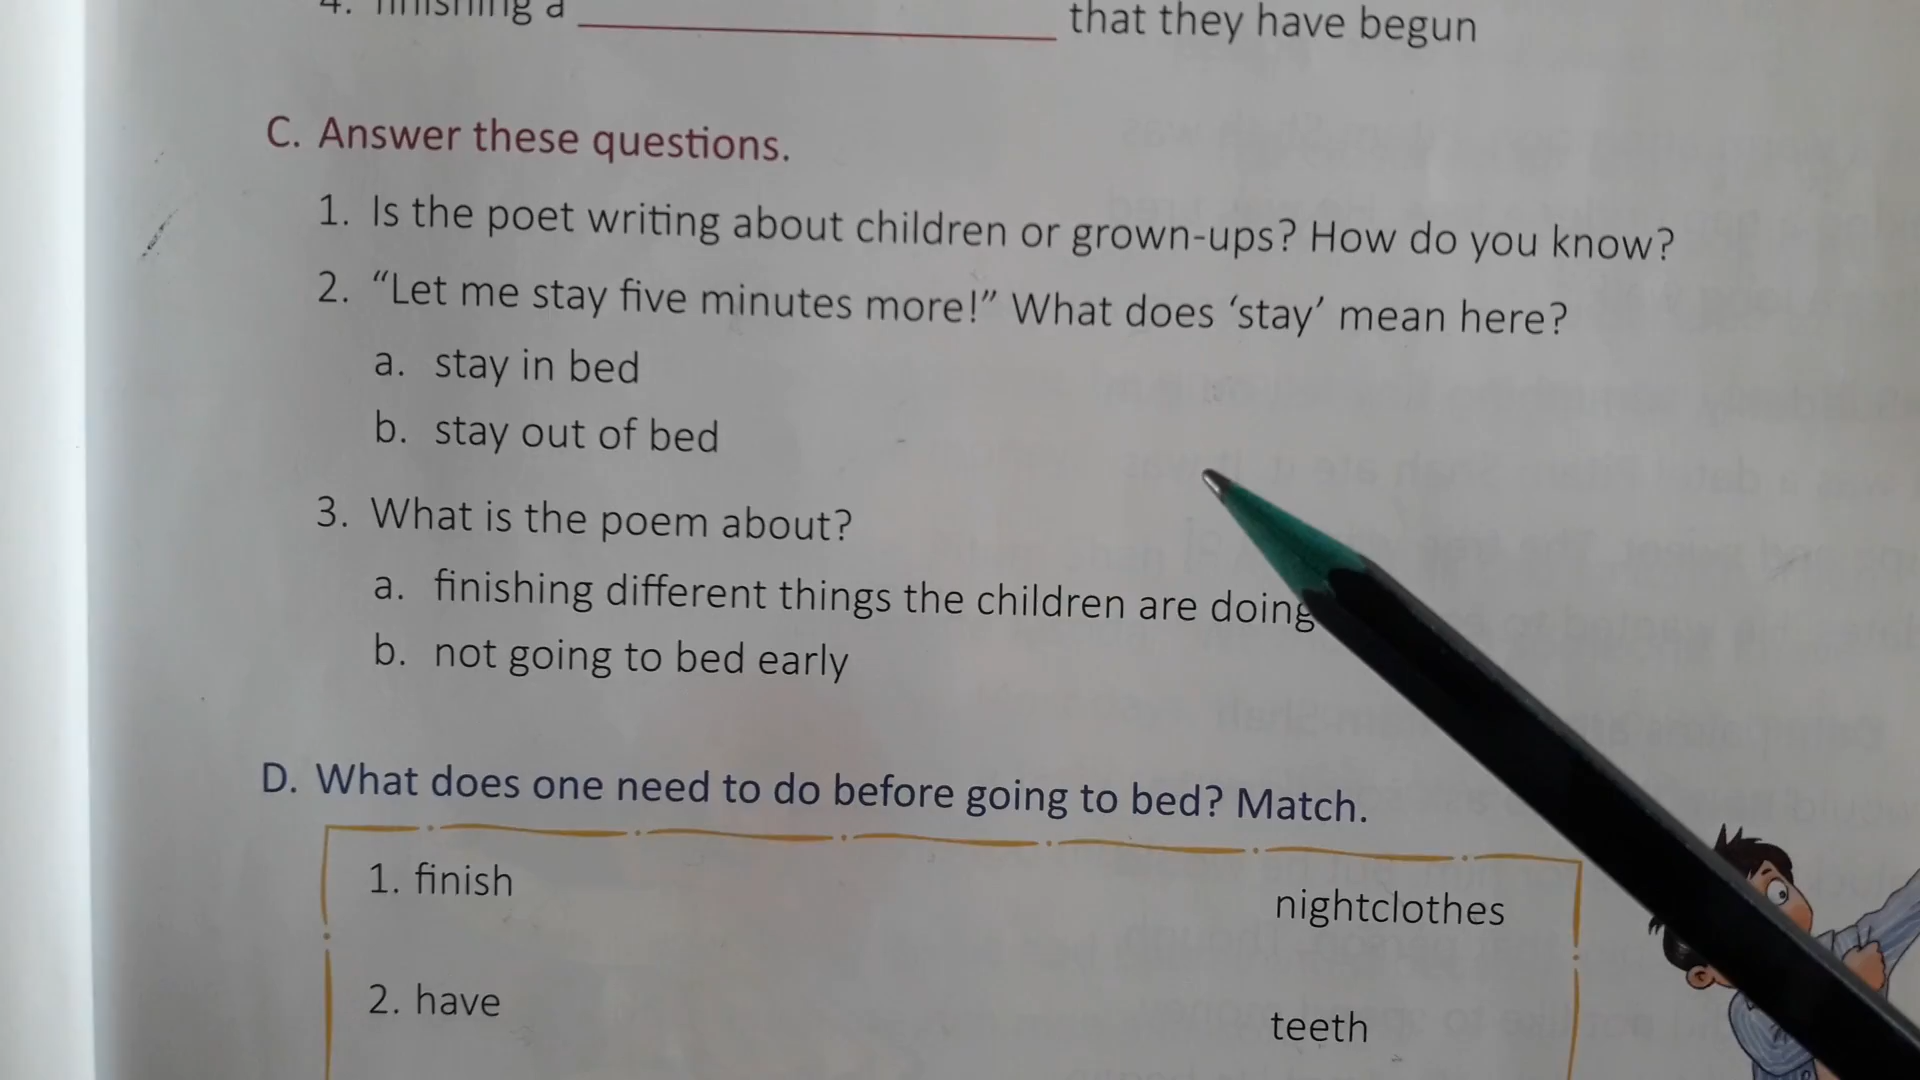 4. finishing a ____ that they have begun
C. Answer these questions.
1. Is the poet writing about children or grown-ups? How do you know?
2. “Let me stay five minutes more!” What does ‘stay’ mean here?
a. stay in bed
b. stay out of bed
3. What is the poem about?
a. finishing different things the children are doing
b. not going to bed early
D. What does one need to do before going to bed? Match.
1. finish
nightclothes
2. have
teeth